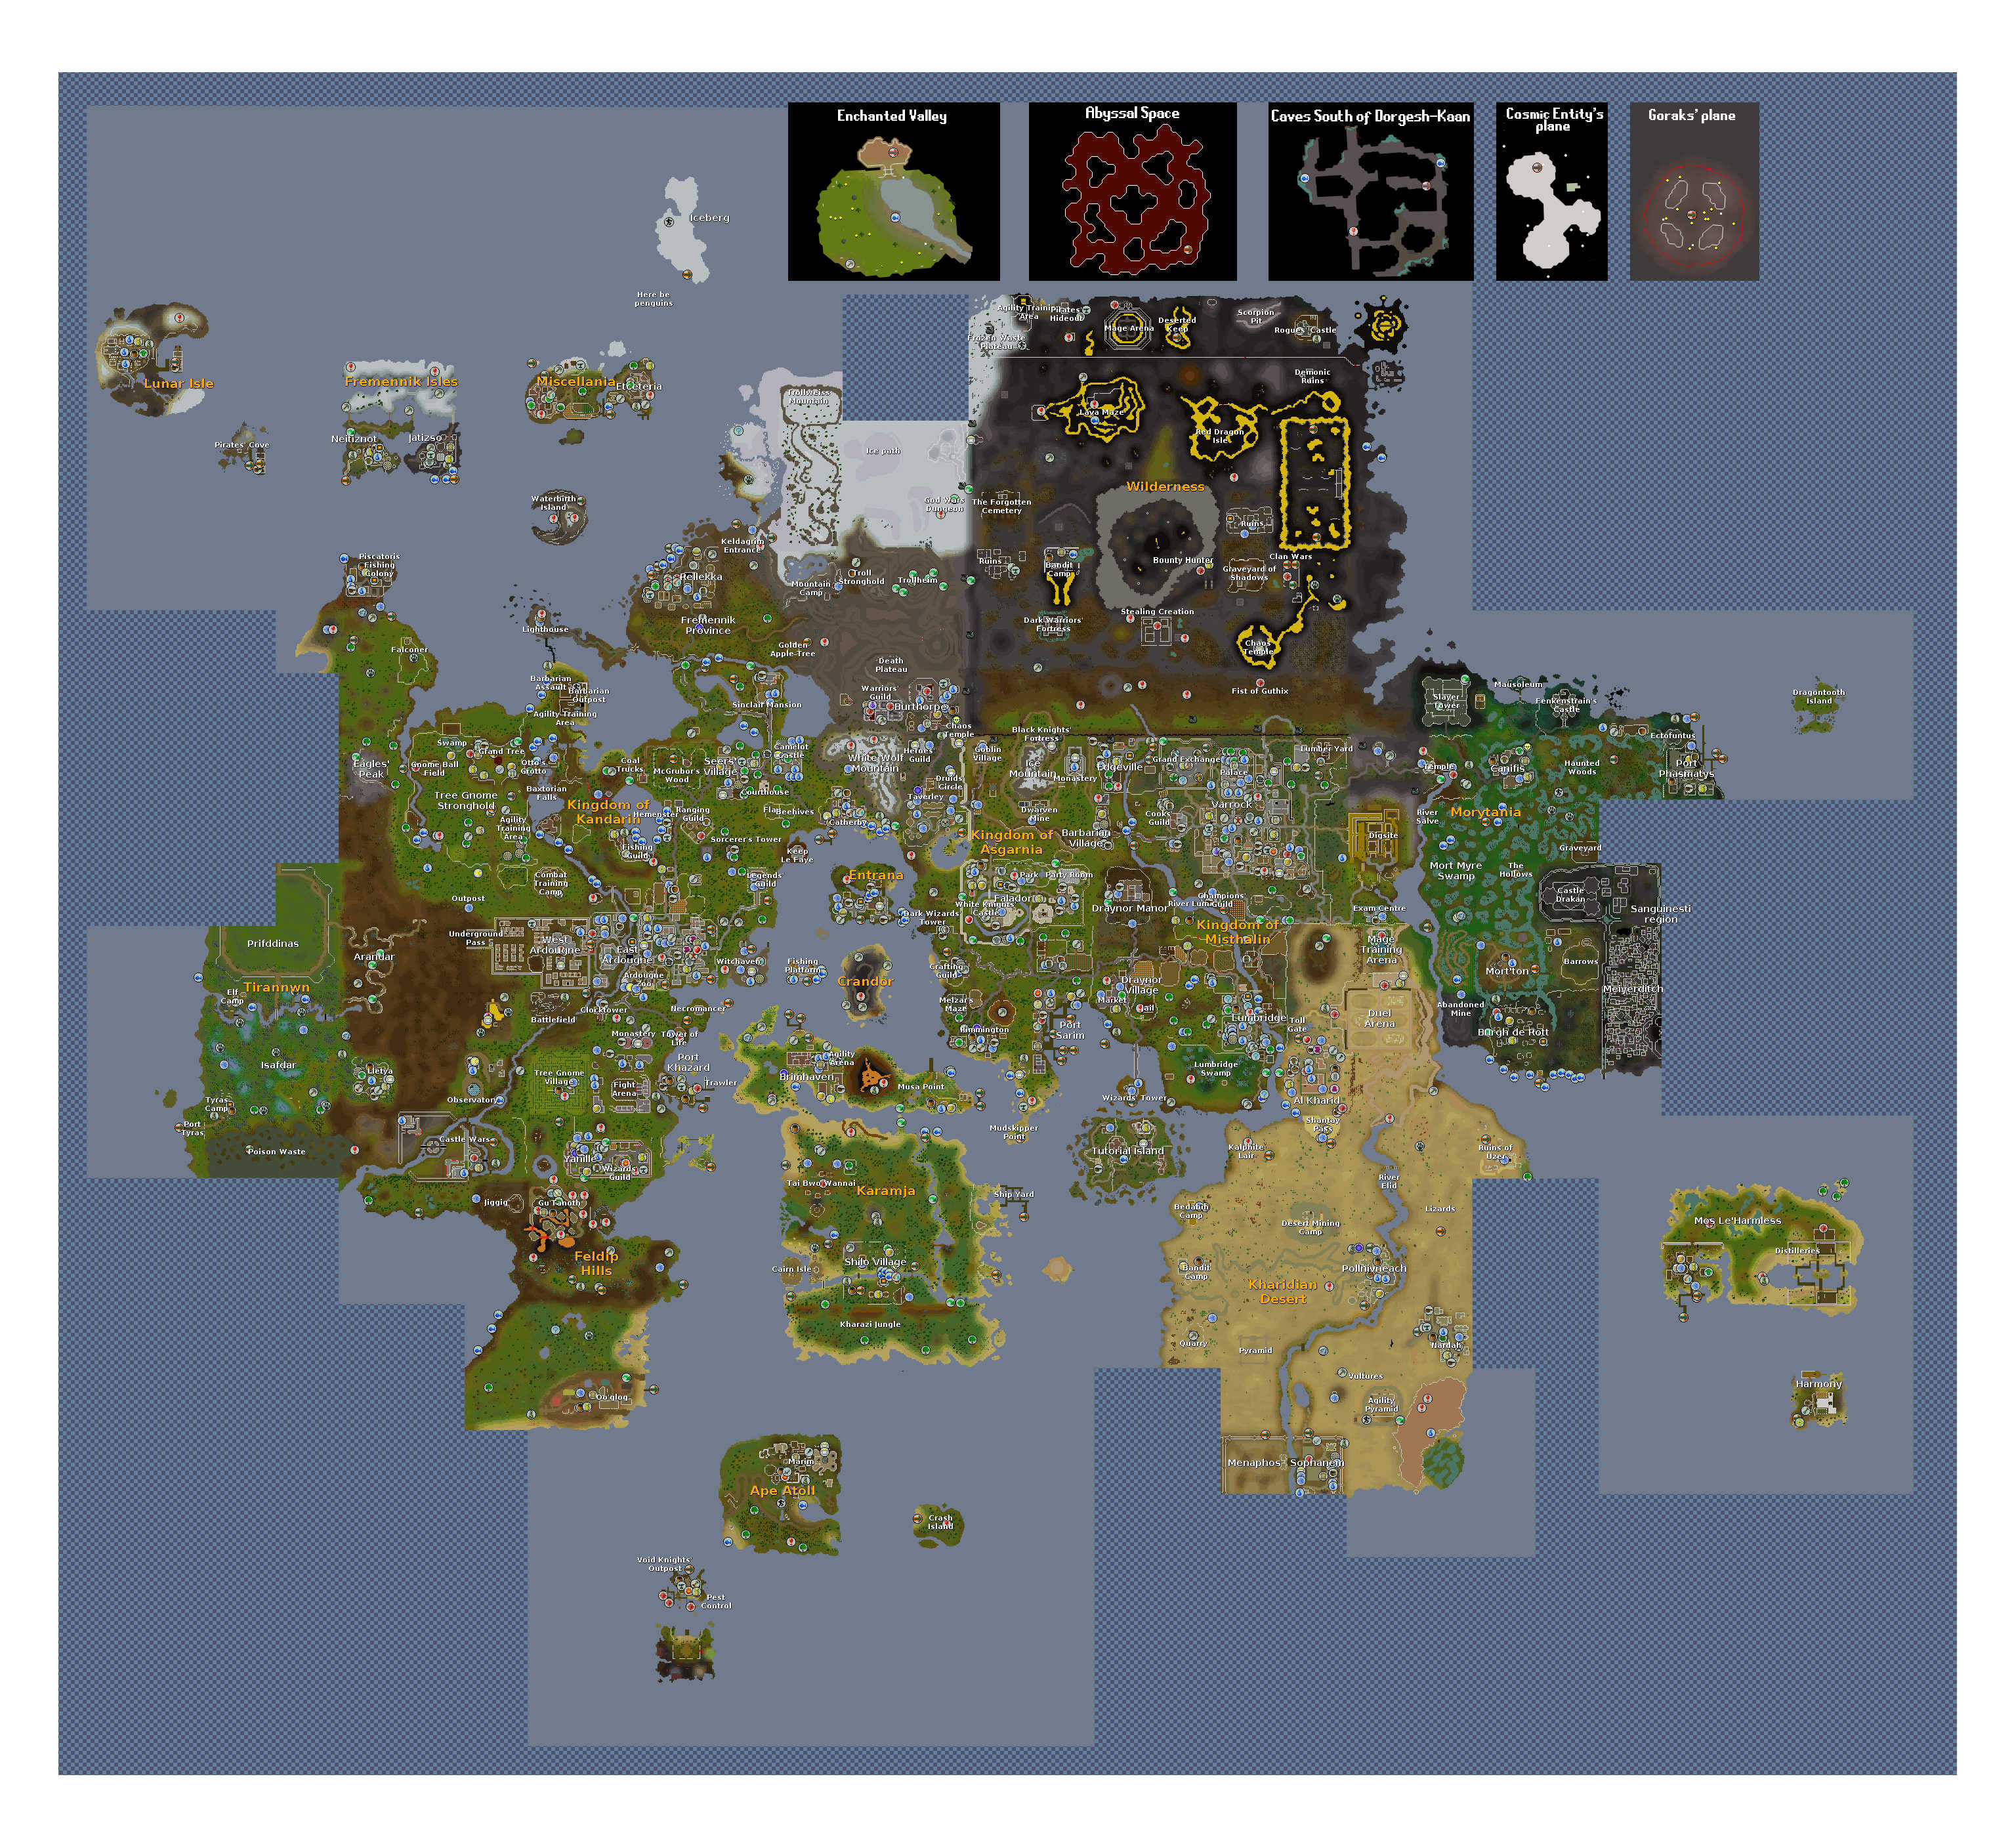 Enchanted Valley
Abyssal Space
Caves South of Dorgesh-Kaan
Cosmic Entity's
plane
Goraks' plane
Iceberg
Here be
penguins
Lunar Isle
Pirates' Cove
Fremennik Isles
Neitiznot
Jatizso
Miscellania
Etceteria
Waterbirth
Island
Trollweiss
Mountain
Ice path
God Wars
Dungeon
Agility Training
Area
Pirates'
Hideout
Mage Arena
Deserted
Keep
Scorpion
Pit
Rogues' Castle
Frozen Waste
Plateau
Demonic
Ruins
Lava Maze
Red Dragon
Isle
Wilderness
The Forgotten
Cemetery
Ruins
Ruins
Bandit
Camp
Bounty Hunter
Clan Wars
Graveyard of
Shadows
Stealing Creation
Dark Warriors'
Fortress
Chaos
Temple
Fist of Guthix
Piscatoris
Fishing
Colony
Falconer
Eagles'
Peak
Lighthouse
Keldagrim
Entrance
Rellekka
Fremennik
Province
Mountain
Camp
Troll
Stronghold
Trollheim
Golden
Apple Tree
Death
Plateau
Barbarian
Assault
Barbarian
Outpost
Agility Training
Area
Sinclair Mansion
Warriors'
Guild
Burthorpe
Chaos
Temple
Heroes'
Guild
White Wolf
Mountain
Camelot
Castle
Swamp
Grand Tree
Gnome Ball
Field
Otto's
Grotto
Tree Gnome
Stronghold
Baxtorian
Falls
Coal
Trucks
McGrubor's
Wood
Seers'
Village
Courthouse
Flax
Beehives
Kingdom of
Kandarin
Hemenster
Ranging
Guild
Agility
Training
Area
Fishing
Guild
Sorcerer's Tower
Keep
Le Faye
Catherby
Taverley
Druids'
Circle
Goblin
Village
Black Knights'
Fortress
Ice
Mountain
Monastery
Edgeville
Grand Exchange
Palace
Lumber Yard
Varrock
Cooks'
Guild
Dwarven
Mine
Kingdom of
Asgarnia
Barbarian
Village
Combat
Training
Camp
Outpost
Legends'
Guild
Entrana
Dark Wizards'
Tower
Park
Party Room
Falador
White Knights'
Castle
Draynor Manor
River Lum
Champions'
Guild
Kingdom of
Misthalin
Digsite
Exam Centre
Mage
Training
Arena
Slayer
Tower
Mausoleum
Fenkenstrain's
Castle
Ectofuntus
Port
Phasmatys
Temple
Canifis
Haunted
Woods
River
Salve
Morytania
Mort Myre
Swamp
The
Hollows
Graveyard
Castle
Drakan
Sanguinesti
region
Barrows
Mort'ton
Meiyerditch
Abandoned
Mine
Burgh de Rott
Dragontooth
Island
Prifddinas
Arandar
Tirannwn
Elf
Camp
Isafdar
Lletya
Tyras
Camp
Port
Tyras
Poison Waste
Underground
Pass
West
Ardougne
East
Ardougne
Ardougne
Zoo
Witchaven
Battlefield
Clocktower
Necromancer
Monastery
Tower of
Life
Port
Khazard
Trawler
Tree Gnome
Village
Fight
Arena
Observatory
Castle Wars
Yanille
Wizards'
Guild
Jiggig
Gu'Tanoth
Feldip
Hills
Oo'glog
Fishing
Platform
Crandor
Crafting
Guild
Melzar's
Maze
Rimmington
Port
Sarim
Draynor
Village
Market
Jail
Lumbridge
Toll
Gate
Duel
Arena
Lumbridge
Swamp
Al Kharid
Shantay
Pass
Wizards' Tower
Agility
Arena
Brimhaven
Musa Point
Mudskipper
Point
Tutorial Island
Tai Bwo Wannai
Karamja
Ship Yard
Cairn Isle
Shilo Village
Kharazi Jungle
Kalphite
Lair
Ruins of
Uzer
River
Elid
Bedabin
Camp
Desert Mining
Camp
Lizards
Bandit
Camp
Pollnivneach
Kharidian
Desert
Quarry
Pyramid
Nardah
Vultures
Agility
Pyramid
Menaphos
Sophanem
Mos Le'Harmless
Distilleries
Harmony
Marim
Ape Atoll
Crash
Island
Void Knights'
Outpost
Pest
Control